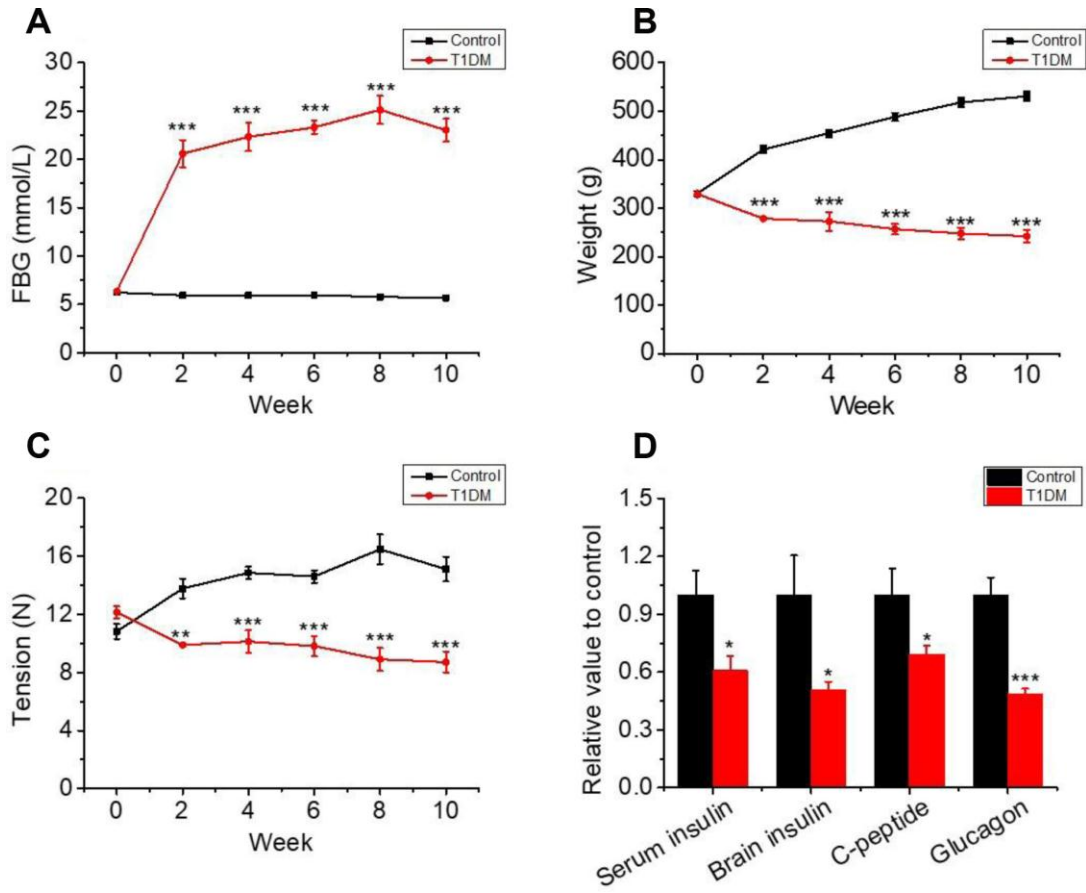 A
Control
T1DM
30
25
20
15
10
5
0
FBG (mmol/L)
***
***
***
***
***
0 2 4 6 8 10
Week
B
Control
T1DM
600
500
400
300
200
100
0
Weight (g)
***
***
***
***
***
0 2 4 6 8 10
Week
C
Control
T1DM
20
16
12
8
4
0
Tension (N)
**
***
***
***
***
0 2 4 6 8 10
Week
D
Control
T1DM
1.5
1.2
0.9
0.6
0.3
0.0
Relative value to control
*
*
*
***
Serum insulin
Brain insulin
C-peptide
Glucagon